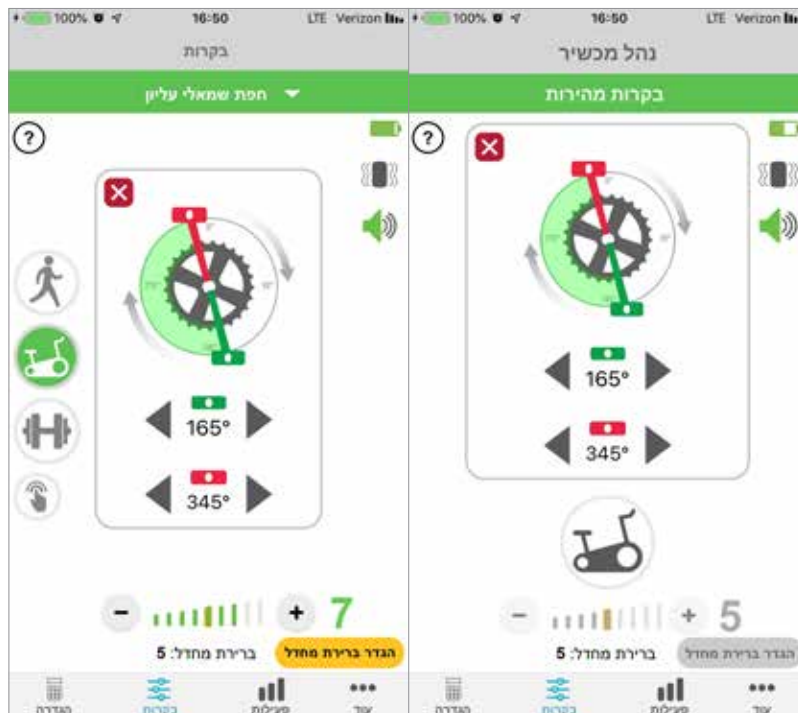 100% 16:50 LTE Verizon
בקרות
חפת שמאלי עליון
?
165°
345°
- + 7
ברירת מחדל: 5 הגדר ברירת מחדל
הגדרה בקרות פעילות עוד
100% 16:50 LTE Verizon
נהל מכשיר
בקרות מהירות
?
165°
345°
- + 5
ברירת מחדל: 5 הגדר ברירת מחדל
הגדרה בקרות פעילות עוד